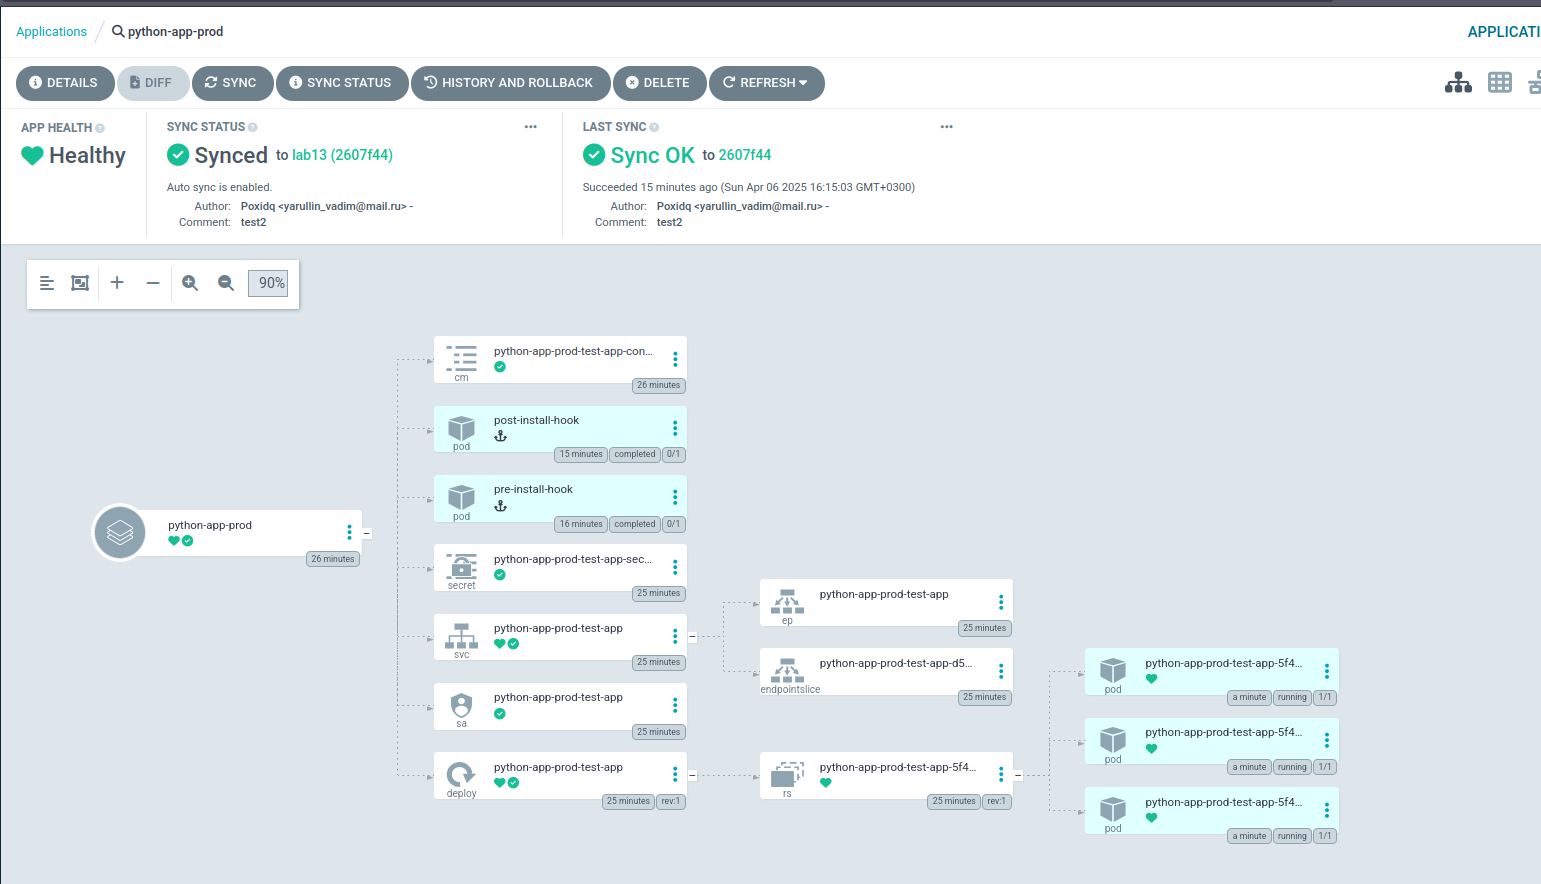 Applications / python-app-prod
APPLICATI
DETAILS DIFF SYNC SYNC STATUS HISTORY AND ROLLBACK DELETE REFRESH
APP HEALTH
Healthy
SYNC STATUS
Synced to lab13 (2607f44)
Auto sync is enabled.
Author: Poxidq <yarullin_vadim@mail.ru> -
Comment: test2
LAST SYNC
Sync OK to 2607f44
Succeeded 15 minutes ago (Sun Apr 06 2025 16:15:03 GMT+0300)
Author: Poxidq <yarullin_vadim@mail.ru> -
Comment: test2
90%
python-app-prod
26 minutes
python-app-prod-test-app-con...
cm
26 minutes
post-install-hook
pod
15 minutes completed 0/1
pre-install-hook
pod
16 minutes completed 0/1
python-app-prod-test-app-sec...
secret
25 minutes
python-app-prod-test-app
svc
25 minutes
python-app-prod-test-app
sa
25 minutes
python-app-prod-test-app
deploy
25 minutes rev:1
python-app-prod-test-app
ep
25 minutes
python-app-prod-test-app-d5...
endpointslice
25 minutes
python-app-prod-test-app-5f4...
rs
25 minutes rev:1
python-app-prod-test-app-5f4...
pod
a minute running 1/1
python-app-prod-test-app-5f4...
pod
a minute running 1/1
python-app-prod-test-app-5f4...
pod
a minute running 1/1